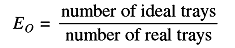 E_O = number of ideal trays / number of real trays